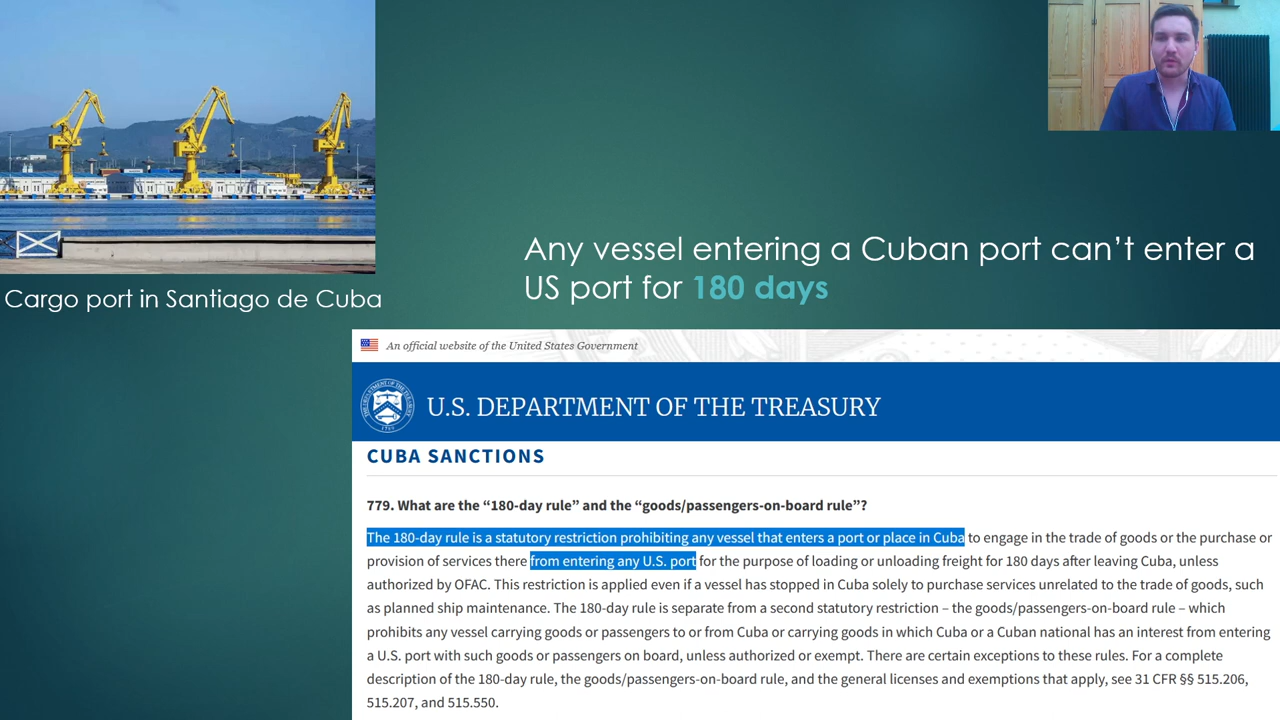 Any vessel entering a Cuban port can’t enter a
US port for 180 days
Cargo port in Santiago de Cuba
An official website of the United States Government
U.S. DEPARTMENT OF THE TREASURY
CUBA SANCTIONS
779. What are the “180-day rule” and the “goods/passengers-on-board rule”?
The 180-day rule is a statutory restriction prohibiting any vessel that enters a port or place in Cuba to engage in the trade of goods or the purchase or
provision of services there from entering any U.S. port for the purpose of loading or unloading freight for 180 days after leaving Cuba, unless
authorized by OFAC. This restriction is applied even if a vessel has stopped in Cuba solely to purchase services unrelated to the trade of goods, such
as planned ship maintenance. The 180-day rule is separate from a second statutory restriction – the goods/passengers-on-board rule – which
prohibits any vessel carrying goods or passengers to or from Cuba or carrying goods in which Cuba or a Cuban national has an interest from entering
a U.S. port with such goods or passengers on board, unless authorized or exempt. There are certain exceptions to these rules. For a complete
description of the 180-day rule, the goods/passengers-on-board rule, and the general licenses and exemptions that apply, see 31 CFR §§ 515.206,
515.207, and 515.550.